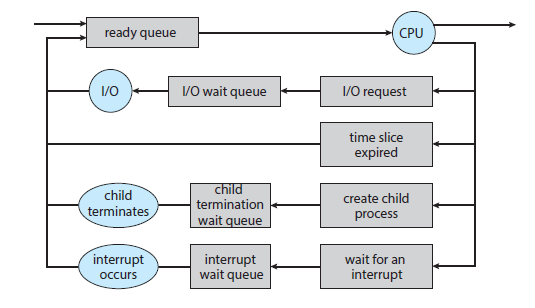 ready queue
CPU
I/O
I/O wait queue
I/O request
time slice
expired
child
terminates
child
termination
wait queue
create child
process
interrupt
occurs
interrupt
wait queue
wait for an
interrupt